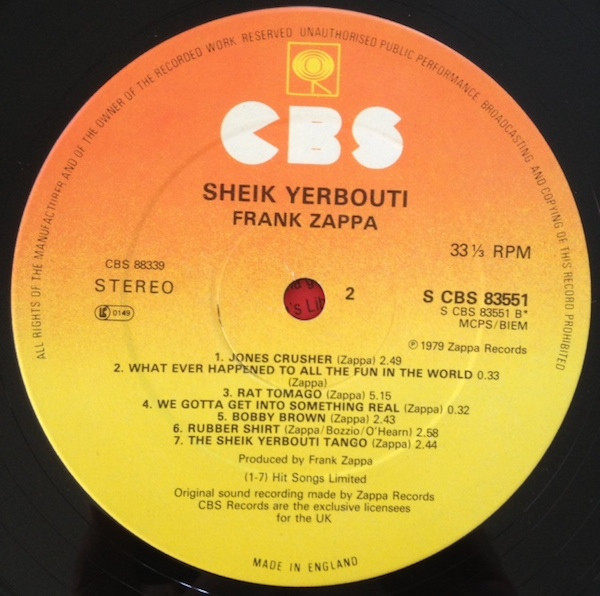 ALL RIGHTS OF THE MANUFACTURER AND OF THE OWNER OF THE RECORDED WORK RESERVED UNAUTHORISED PUBLIC PERFORMANCE BROADCASTING AND COPYING OF THIS RECORD PROHIBITED
CBS
SHEIK YERBOUTI
FRANK ZAPPA
33⅓ RPM
CBS 88339
STEREO
LC 0149
2
S CBS 83551
S CBS 83551 B*
MCPS/BIEM
℗ 1979 Zappa Records
1. JONES CRUSHER (Zappa) 2.49
2. WHAT EVER HAPPENED TO ALL THE FUN IN THE WORLD 0.33
(Zappa)
3. RAT TOMAGO (Zappa) 5.15
4. WE GOTTA GET INTO SOMETHING REAL (Zappa) 0.32
5. BOBBY BROWN (Zappa) 2.43
6. RUBBER SHIRT (Zappa/Bozzio/O'Hearn) 2.58
7. THE SHEIK YERBOUTI TANGO (Zappa) 2.44
Produced by Frank Zappa
(1-7) Hit Songs Limited
Original sound recording made by Zappa Records
CBS Records are the exclusive licensees
for the UK
MADE IN ENGLAND